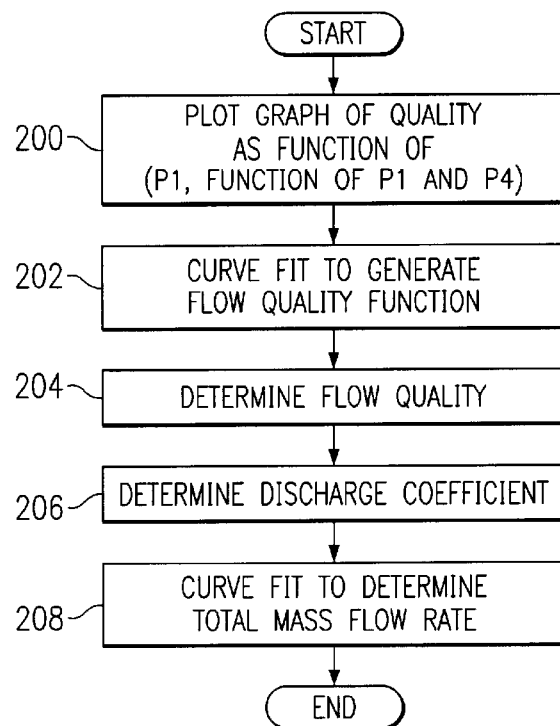 START
200
PLOT GRAPH OF QUALITY
AS FUNCTION OF
(P1, FUNCTION OF P1 AND P4)
202
CURVE FIT TO GENERATE
FLOW QUALITY FUNCTION
204
DETERMINE FLOW QUALITY
206
DETERMINE DISCHARGE COEFFICIENT
208
CURVE FIT TO DETERMINE
TOTAL MASS FLOW RATE
END